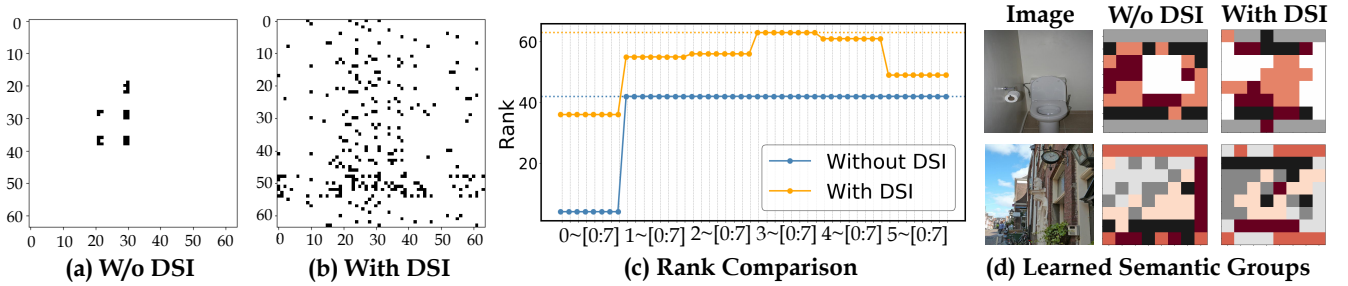 0
10
20
30
40
50
60
0 20 40 60
(a) W/o DSI
0
10
20
30
40
50
60
0 10 20 30 40 50 60
(b) With DSI
Rank
60
40
20
Without DSI
With DSI
0~[0:7] 1~[0:7] 2~[0:7] 3~[0:7] 4~[0:7] 5~[0:7]
(c) Rank Comparison
Image W/o DSI With DSI
(d) Learned Semantic Groups